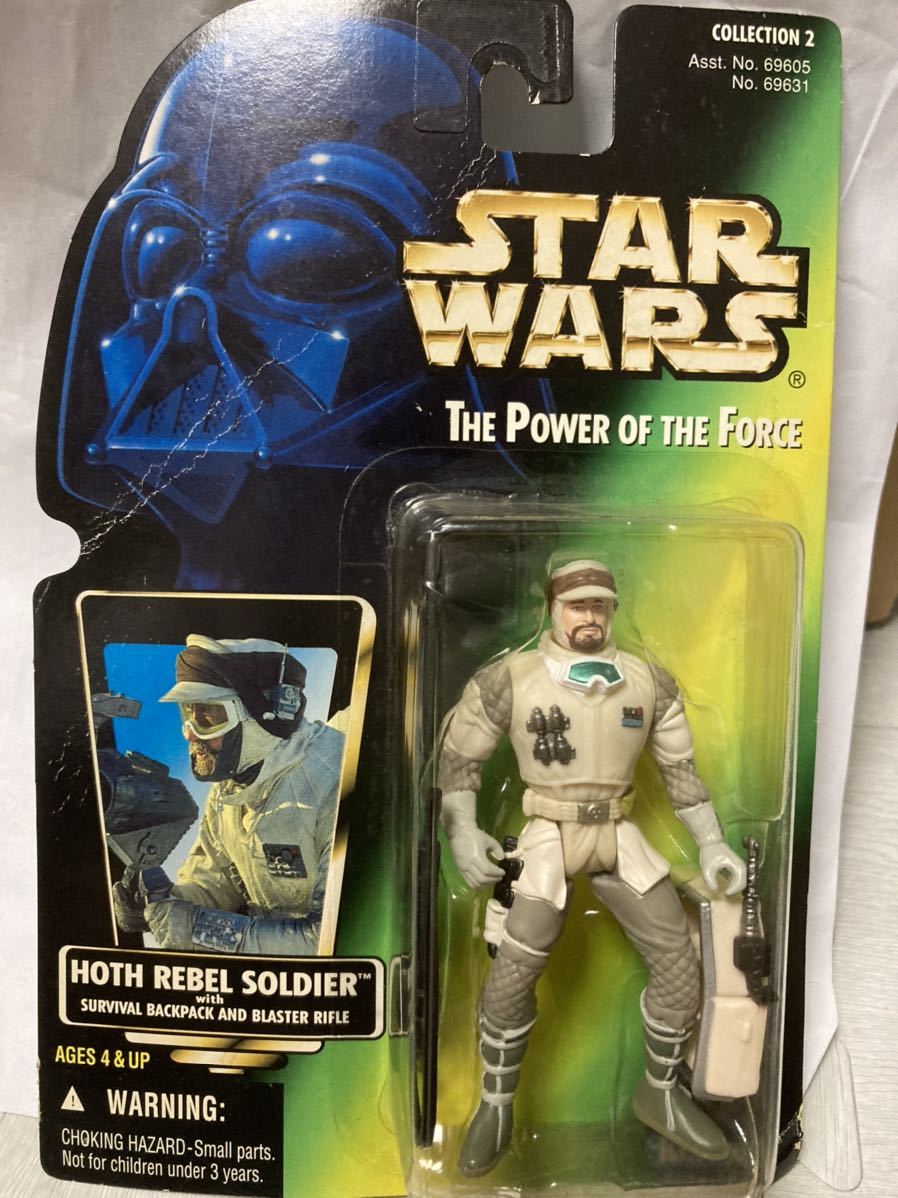 COLLECTION 2
Asst. No. 69605
No. 69631
STAR
WARS®
THE POWER OF THE FORCE
HOTH REBEL SOLDIER™
with
SURVIVAL BACKPACK AND BLASTER RIFLE
AGES 4 & UP
WARNING:
CHOKING HAZARD-Small parts.
Not for children under 3 years.